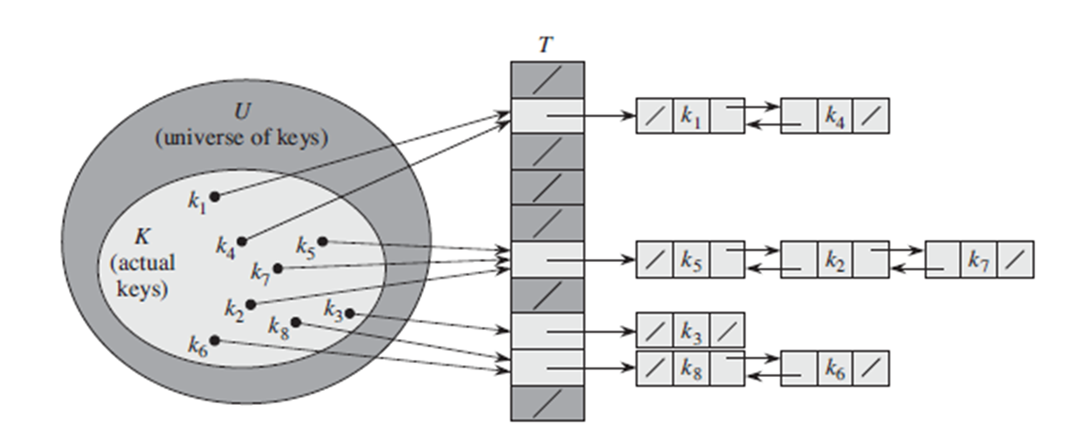 T
U
(universe of keys)
K
(actual
keys)
k1
k4
k5
k7
k2
k8
k3
k6
/
/ k1
k4 /
/
/
/
/ k5
k2
k7 /
/
/ k3 /
/ k8
k6 /
/